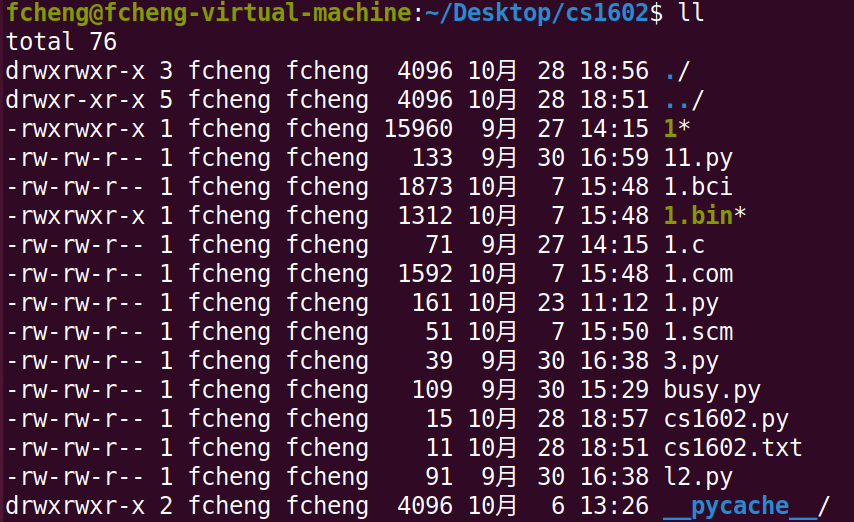 fcheng@fcheng-virtual-machine:~/Desktop/cs1602$ ll
total 76
drwxrwxr-x 3 fcheng fcheng  4096 10月 28 18:56 ./
drwxr-xr-x 5 fcheng fcheng  4096 10月 28 18:51 ../
-rwxrwxr-x 1 fcheng fcheng 15960  9月 27 14:15 1*
-rw-rw-r-- 1 fcheng fcheng   133  9月 30 16:59 11.py
-rw-rw-r-- 1 fcheng fcheng  1873 10月  7 15:48 1.bci
-rwxrwxr-x 1 fcheng fcheng  1312 10月  7 15:48 1.bin*
-rw-rw-r-- 1 fcheng fcheng    71  9月 27 14:15 1.c
-rw-rw-r-- 1 fcheng fcheng  1592 10月  7 15:48 1.com
-rw-rw-r-- 1 fcheng fcheng   161 10月 23 11:12 1.py
-rw-rw-r-- 1 fcheng fcheng    51 10月  7 15:50 1.scm
-rw-rw-r-- 1 fcheng fcheng    39  9月 30 16:38 3.py
-rw-rw-r-- 1 fcheng fcheng   109  9月 30 15:29 busy.py
-rw-rw-r-- 1 fcheng fcheng    15 10月 28 18:57 cs1602.py
-rw-rw-r-- 1 fcheng fcheng    11 10月 28 18:51 cs1602.txt
-rw-rw-r-- 1 fcheng fcheng    91  9月 30 16:38 l2.py
drwxrwxr-x 2 fcheng fcheng  4096 10月  6 13:26 __pycache__/